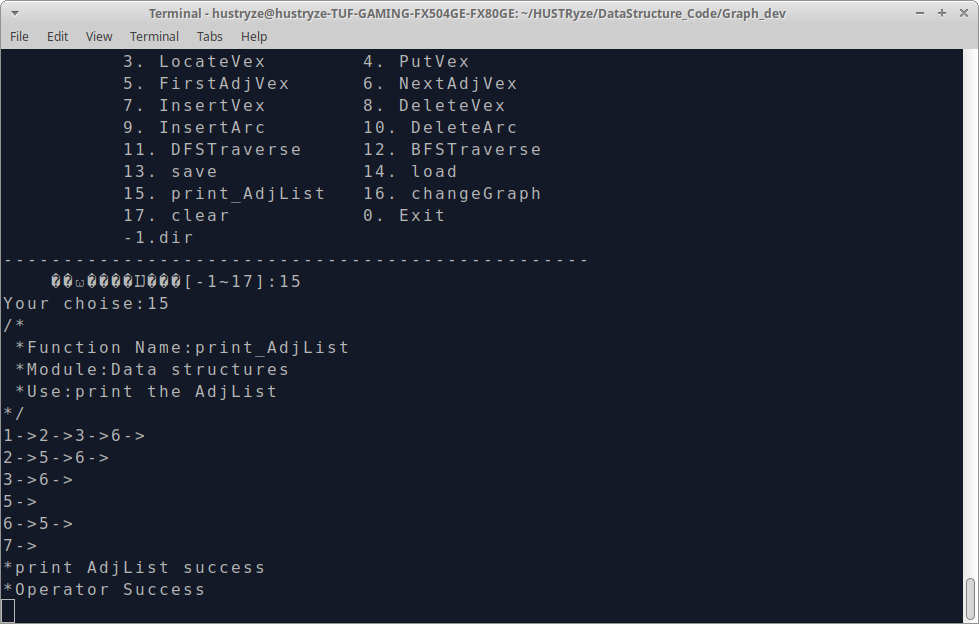 Terminal - hustryze@hustryze-TUF-GAMING-FX504GE-FX80GE: ~/HUSTRyze/DataStructure_Code/Graph_dev
File Edit View Terminal Tabs Help
3. LocateVex 4. PutVex
5. FirstAdjVex 6. NextAdjVex
7. InsertVex 8. DeleteVex
9. InsertArc 10. DeleteArc
11. DFSTraverse 12. BFSTraverse
13. save 14. load
15. print_AdjList 16. changeGraph
17. clear 0. Exit
-1.dir
-------------------------------------------------
[-1~17]:15
Your choise:15
/*
*Function Name:print_AdjList
*Module:Data structures
*Use:print the AdjList
*/
1->2->3->6->
2->5->6->
3->6->
5->
6->5->
7->
*print AdjList success
*Operator Success